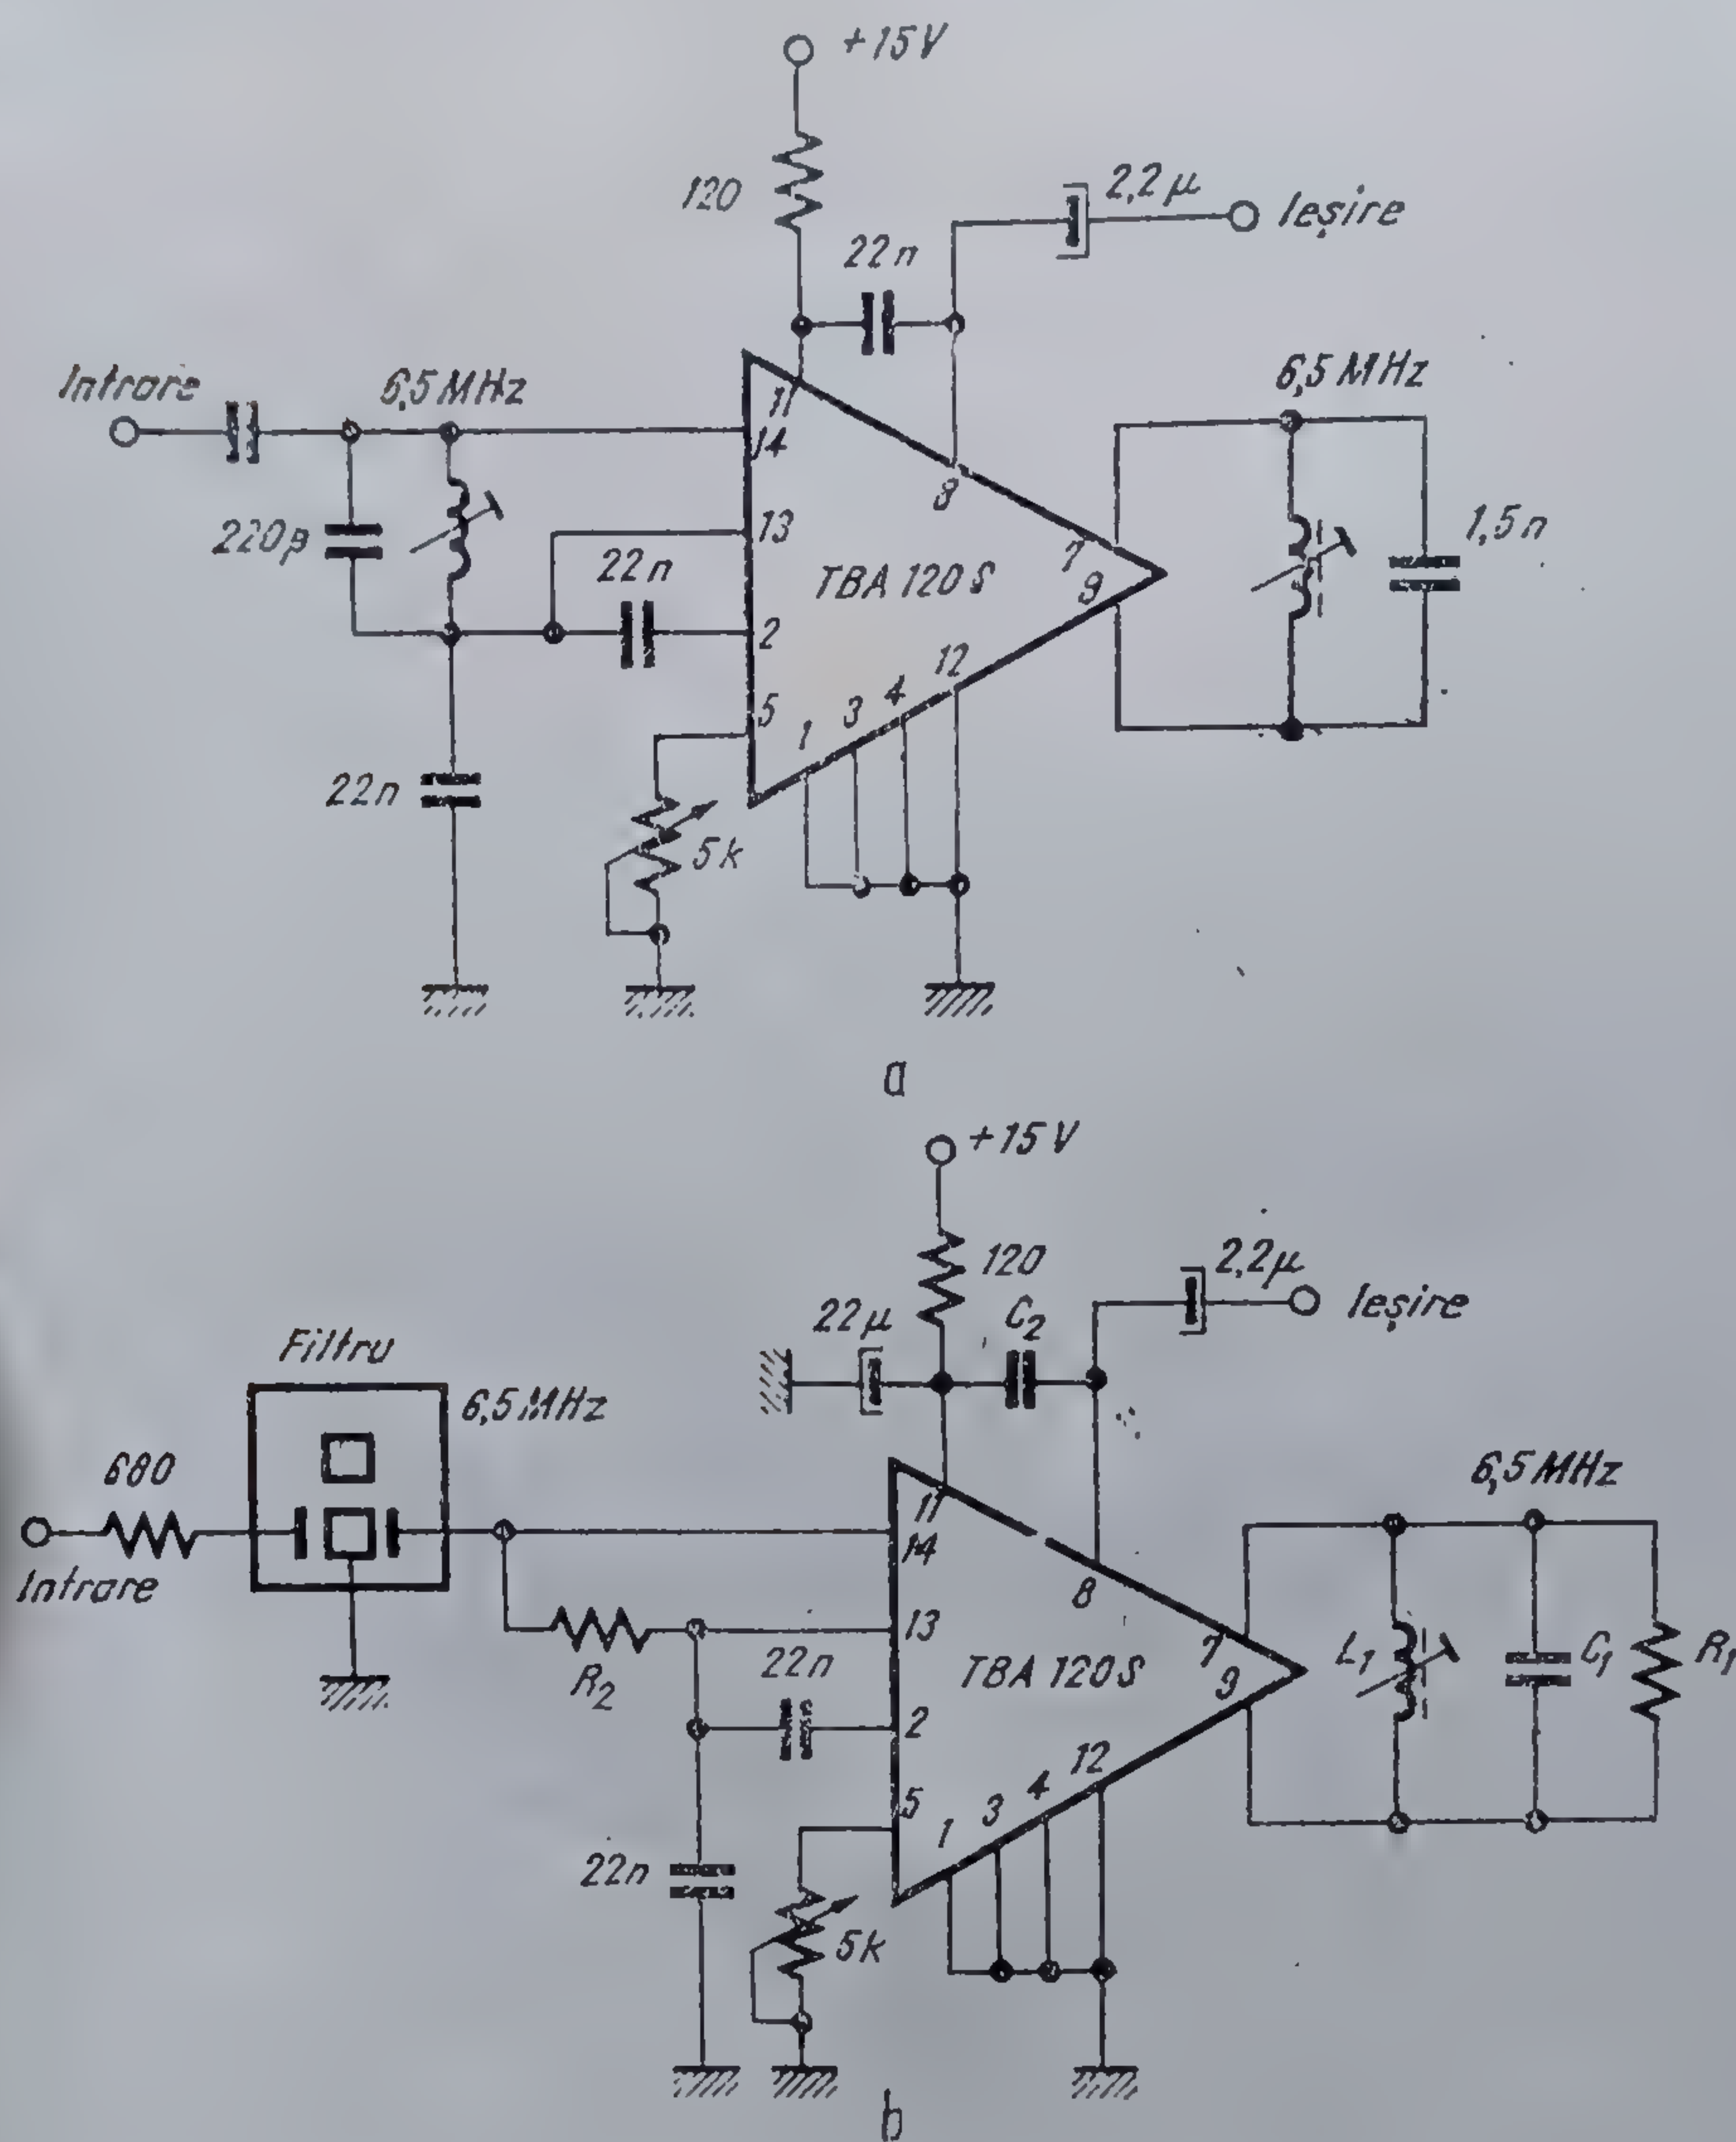 +15V
120
2,2μ
Ieșire
22n
Intrare
6,5MHz
6,5MHz
11
14
8
220p
13
22n
1,5n
7
TBA 120S
9
2
12
5
4
3
1
22n
5k
a
+15V
120
2,2μ
22μ
C2
Ieșire
Filtru
6,5MHz
680
6,5MHz
11
14
Intrare
8
13
22n
7
L1
C1
R1
R2
TBA 120S
9
2
12
5
4
3
1
22n
5k
b